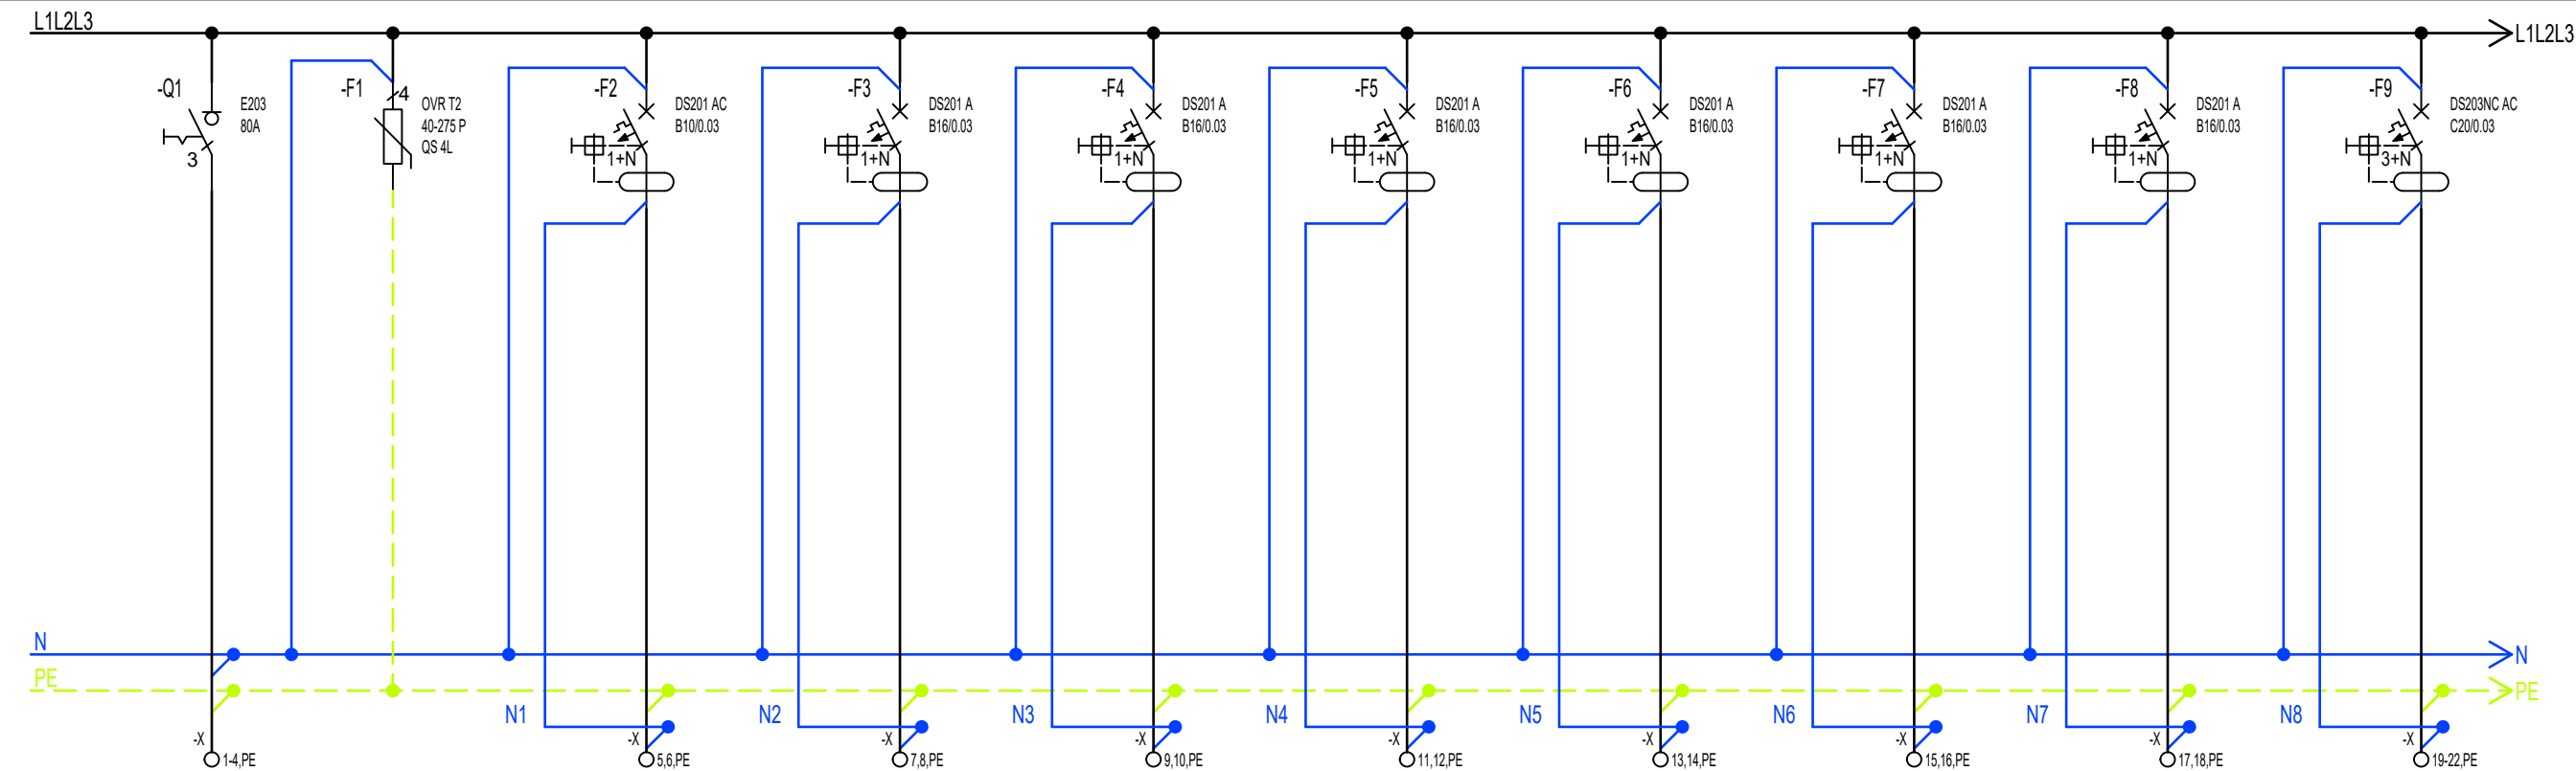 L1L2L3
L1L2L3
-Q1
E203
80A
3
-F1
4
OVR T2
40-275 P
QS 4L
-F2
DS201 AC
B10/0.03
1+N
-F3
DS201 A
B16/0.03
1+N
-F4
DS201 A
B16/0.03
1+N
-F5
DS201 A
B16/0.03
1+N
-F6
DS201 A
B16/0.03
1+N
-F7
DS201 A
B16/0.03
1+N
-F8
DS201 A
B16/0.03
1+N
-F9
DS203NC AC
C20/0.03
3+N
N
N
PE
PE
N1
N2
N3
N4
N5
N6
N7
N8
-X
1-4,PE
-X
5,6,PE
-X
7,8,PE
-X
9,10,PE
-X
11,12,PE
-X
13,14,PE
-X
15,16,PE
-X
17,18,PE
-X
19-22,PE